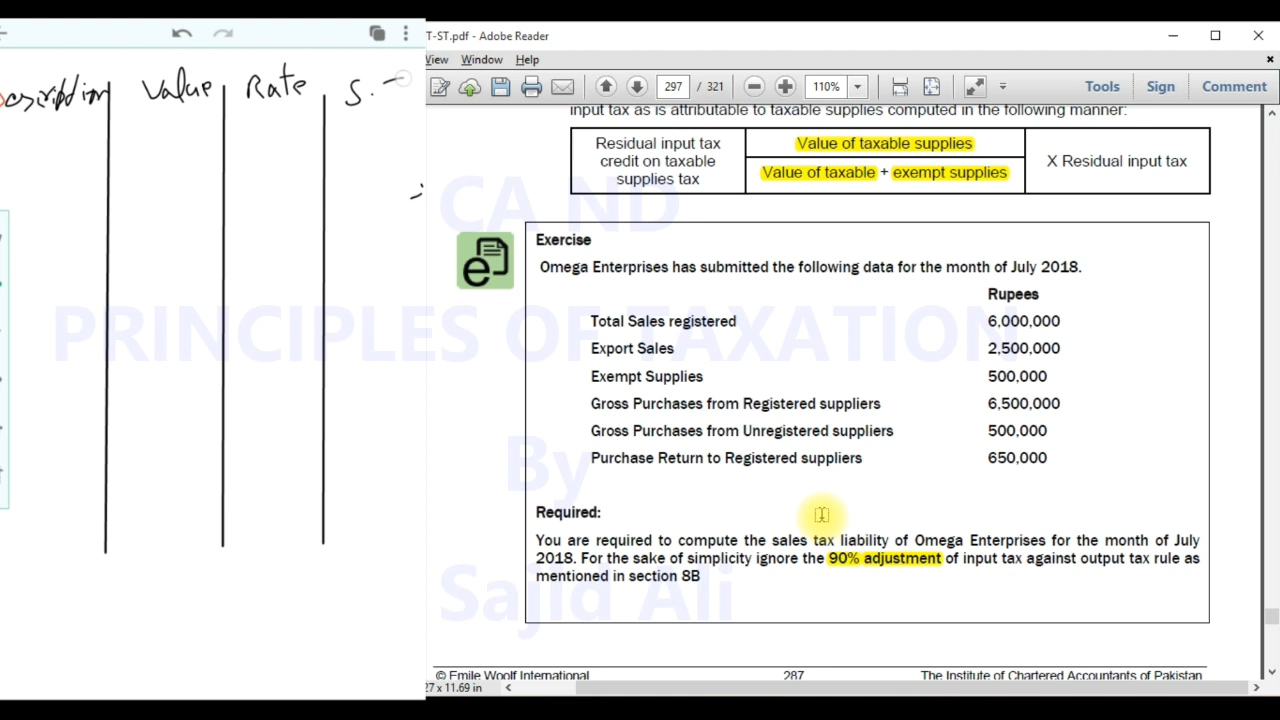 Value Rate S.
T-ST.pdf - Adobe Reader
View Window Help
297 / 321 110% Tools Sign Comment
input tax as is attributable to taxable supplies computed in the following manner:
Residual input tax credit on taxable supplies tax
Value of taxable supplies
Value of taxable + exempt supplies
X Residual input tax
CA ND
PRINCIPLES OF TAXATION
By
Sajid Ali
Exercise
Omega Enterprises has submitted the following data for the month of July 2018.
Rupees
Total Sales registered 6,000,000
Export Sales 2,500,000
Exempt Supplies 500,000
Gross Purchases from Registered suppliers 6,500,000
Gross Purchases from Unregistered suppliers 500,000
Purchase Return to Registered suppliers 650,000
Required:
You are required to compute the sales tax liability of Omega Enterprises for the month of July
2018. For the sake of simplicity ignore the 90% adjustment of input tax against output tax rule as
mentioned in section 8B
© Emile Woolf International 287 The Institute of Chartered Accountants of Pakistan
27 x 11.69 in